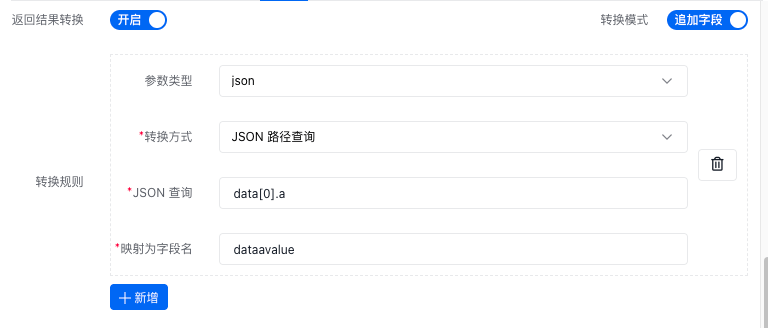 返回结果转换 开启 转换模式 追加字段
参数类型 json
*转换方式 JSON 路径查询
转换规则
*JSON 查询 data[0].a
*映射为字段名 dataavalue
新增